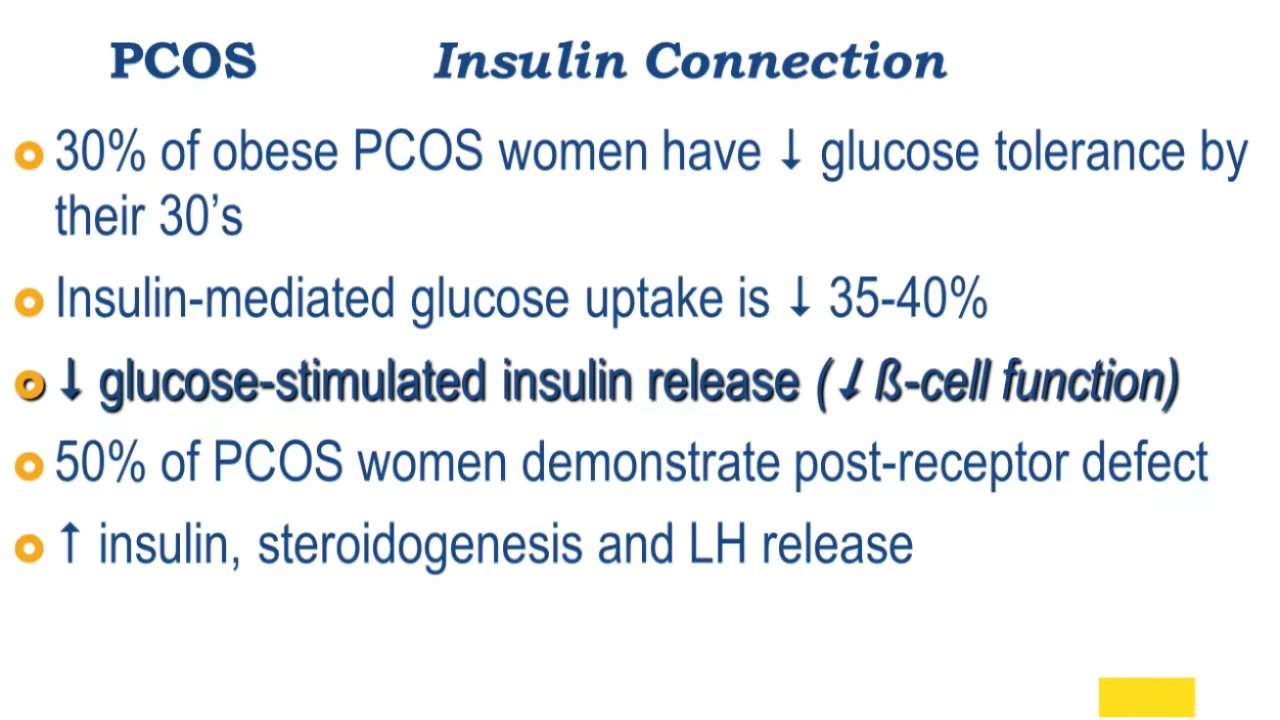 PCOS Insulin Connection
30% of obese PCOS women have ↓ glucose tolerance by
their 30’s
Insulin-mediated glucose uptake is ↓ 35-40%
↓ glucose-stimulated insulin release (↓ ß-cell function)
50% of PCOS women demonstrate post-receptor defect
↑ insulin, steroidogenesis and LH release